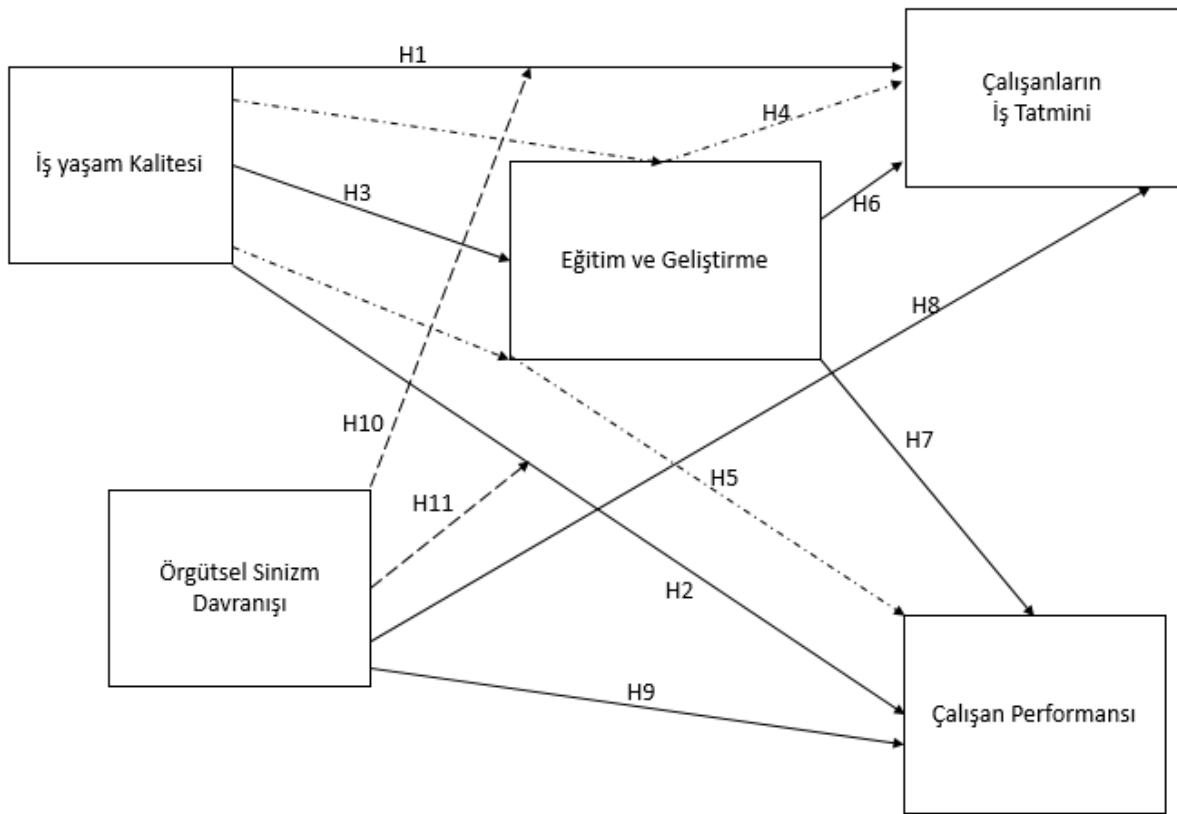 H1
Çalışanların
İş Tatmini
H4
İş yaşam Kalitesi
H3
H6
Eğitim ve Geliştirme
H8
H10
H7
H5
H11
Örgütsel Sinizm
Davranışı
H2
H9
Çalışan Performansı